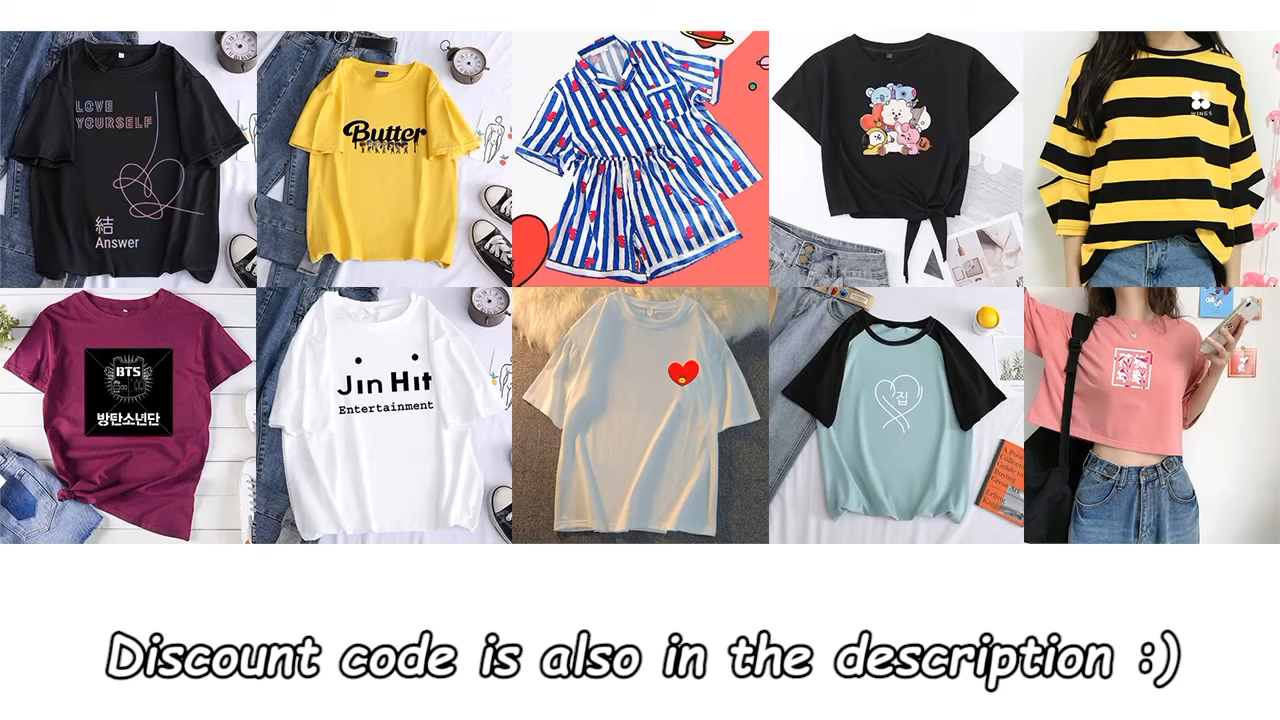 LOVE
YOURSELF
結
Answer
Butter
WINGS
BTS
방탄소년단
Jin Hit
Entertainment
집
Discount code is also in the description :)